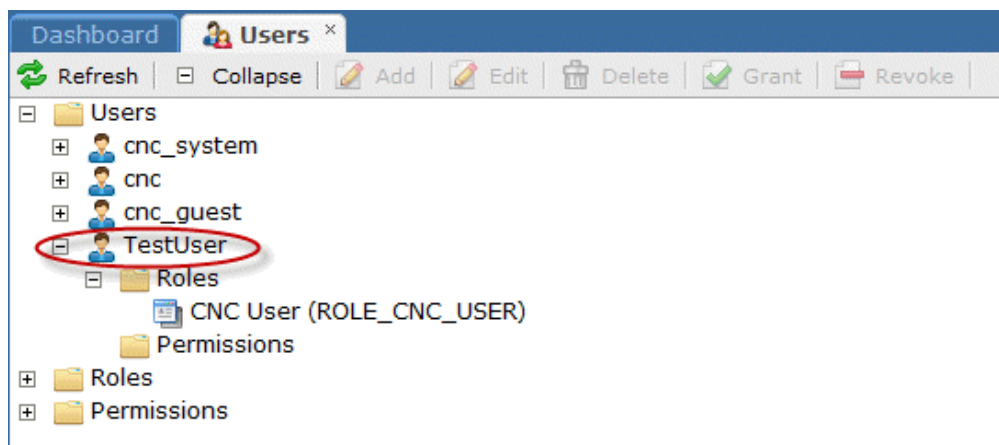 Dashboard Users ×
Refresh Collapse Add Edit Delete Grant Revoke
Users
cnc_system
cnc
cnc_guest
TestUser
Roles
CNC User (ROLE_CNC_USER)
Permissions
Roles
Permissions